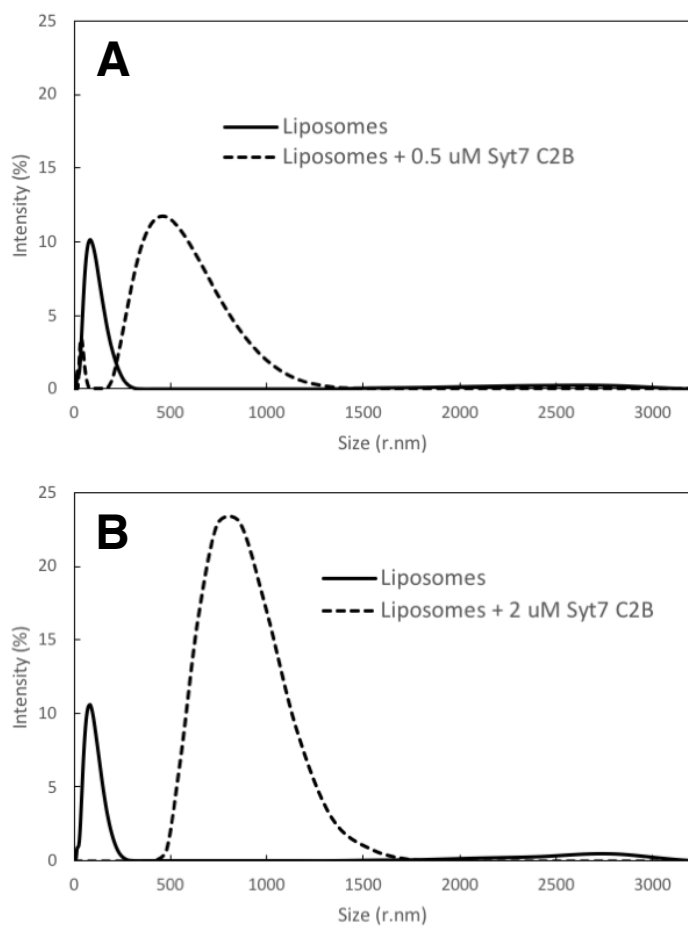 A
25
20
15
10
5
0
Intensity (%)
Liposomes
Liposomes + 0.5 uM Syt7 C2B
0 500 1000 1500 2000 2500 3000
Size (r.nm)
B
25
20
15
10
5
0
Intensity (%)
Liposomes
Liposomes + 2 uM Syt7 C2B
0 500 1000 1500 2000 2500 3000
Size (r.nm)